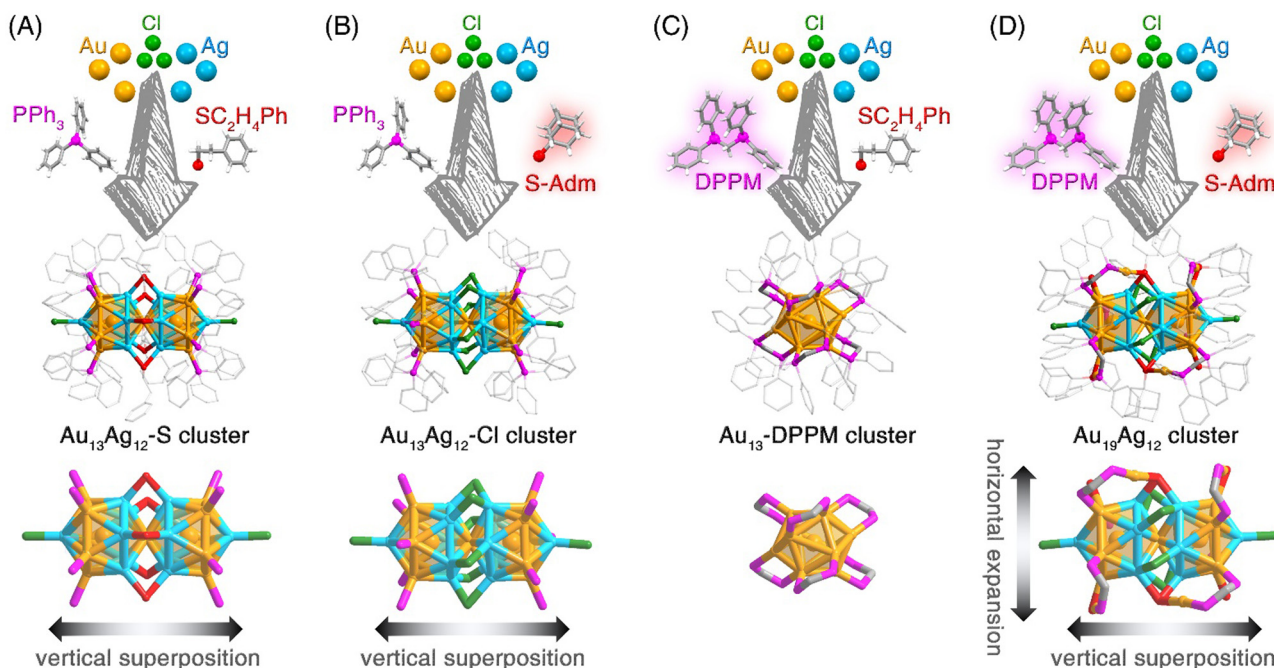 (A)
Cl
Au
Ag
PPh₃
SC₂H₄Ph
Au₁₃Ag₁₂-S cluster
vertical superposition
(B)
Cl
Au
Ag
PPh₃
S-Adm
Au₁₃Ag₁₂-Cl cluster
vertical superposition
(C)
Cl
Au
Ag
DPPM
SC₂H₄Ph
Au₁₃-DPPM cluster
(D)
Cl
Au
Ag
DPPM
S-Adm
Au₁₉Ag₁₂ cluster
horizontal expansion
vertical superposition